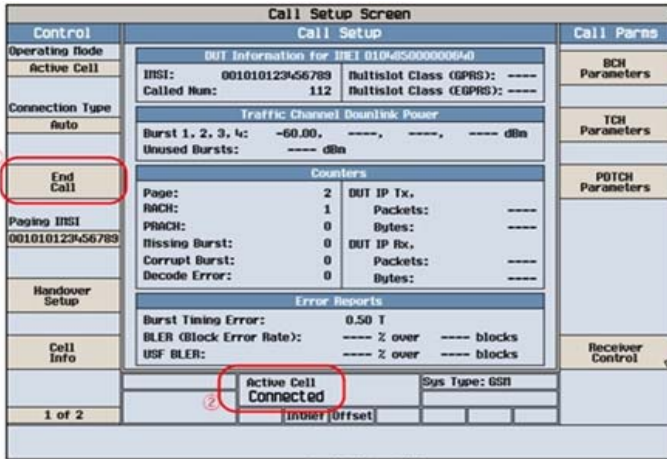 Call Setup Screen
Control
Call Setup
Call Parms
Operating Mode
Active Cell
Connection Type
Auto
End
Call
Paging IMSI
001010123456789
Handover
Setup
Cell
Info
1 of 2
DUT Information for IMEI 0104850000000640
IMSI: 001010123456789 Multislot Class (GPRS): ----
Called Num: 112 Multislot Class (EGPRS): ----
Traffic Channel Downlink Power
Burst 1, 2, 3, 4: -60.00, ----, ----, ---- dBm
Unused Bursts: ---- dBm
Counters
Page: 2 DUT IP Tx,
RACH: 1 Packets: ----
PRACH: 0 Bytes: ----
Missing Burst: 0 DUT IP Rx,
Corrupt Burst: 0 Packets: ----
Decode Error: 0 Bytes: ----
Error Reports
Burst Timing Error: 0.50 T
BLER (Block Error Rate): ---- % over ---- blocks
USF BLER: ---- % over ---- blocks
Active Cell
Sys Type: GSM
② Connected
IntRef Offset
BCH
Parameters
TCH
Parameters
PDTCH
Parameters
Receiver
Control